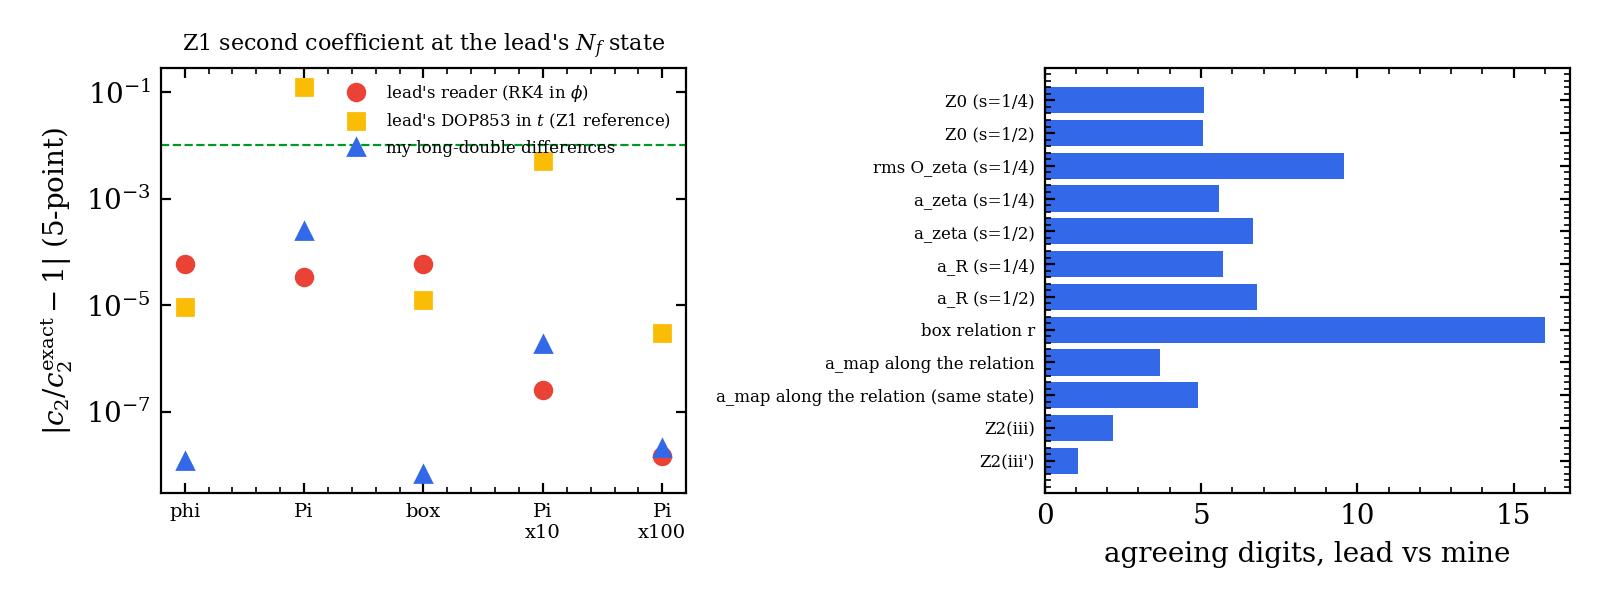 Z1 second coefficient at the lead's $N_f$ state
|c₂/c₂^exact − 1| (5-point)
10⁻¹
10⁻³
10⁻⁵
10⁻⁷
lead's reader (RK4 in ϕ)
lead's DOP853 in t (Z1 reference)
my long-double differences
phi
Pi
box
Pi
x10
Pi
x100
Z0 (s=1/4)
Z0 (s=1/2)
rms O_zeta (s=1/4)
a_zeta (s=1/4)
a_zeta (s=1/2)
a_R (s=1/4)
a_R (s=1/2)
box relation r
a_map along the relation
a_map along the relation (same state)
Z2(iii)
Z2(iii')
0 5 10 15
agreeing digits, lead vs mine